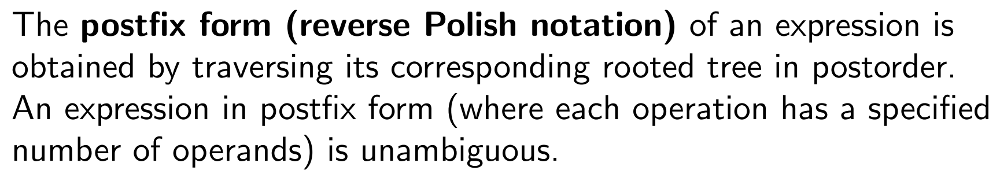 The postfix form (reverse Polish notation) of an expression is
obtained by traversing its corresponding rooted tree in postorder.
An expression in postfix form (where each operation has a specified
number of operands) is unambiguous.